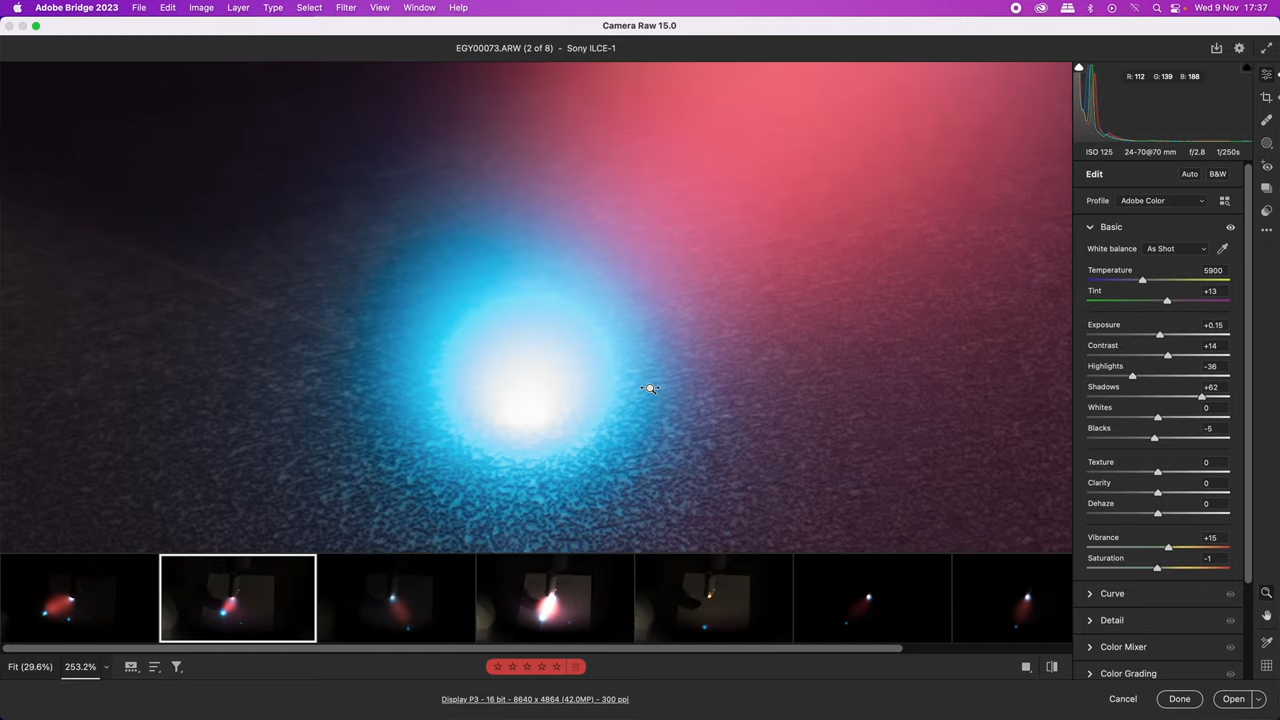 Adobe Bridge 2023 File Edit Image Layer Type Select Filter View Window Help Wed 9 Nov 17:37
Camera Raw 15.0
EGY00073.ARW (2 of 8) - Sony ILCE-1
R: 112 G: 139 B: 188
ISO 125 24-70@70 mm f/2.8 1/250s
Edit Auto B&W
Profile Adobe Color
Basic
White balance As Shot
Temperature 5900
Tint +13
Exposure +0.15
Contrast +14
Highlights -36
Shadows +62
Whites 0
Blacks -5
Texture 0
Clarity 0
Dehaze 0
Vibrance +15
Saturation -1
Curve
Detail
Color Mixer
Color Grading
Fit (29.6%) 253.2%
Display P3 - 16 bit - 8640 x 4864 (42.0MP) - 300 ppi
Cancel Done Open